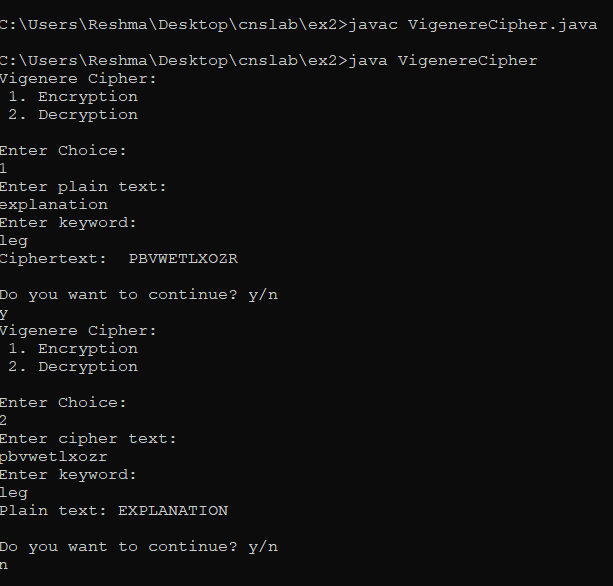 C:\Users\Reshma\Desktop\cnslab\ex2>javac VigenereCipher.java
C:\Users\Reshma\Desktop\cnslab\ex2>java VigenereCipher
Vigenere Cipher:
1. Encryption
2. Decryption
Enter Choice:
1
Enter plain text:
explanation
Enter keyword:
leg
Ciphertext:  PBVWETLXOZR
Do you want to continue? y/n
y
Vigenere Cipher:
1. Encryption
2. Decryption
Enter Choice:
2
Enter cipher text:
pbvwetlxozr
Enter keyword:
leg
Plain text: EXPLANATION
Do you want to continue? y/n
n